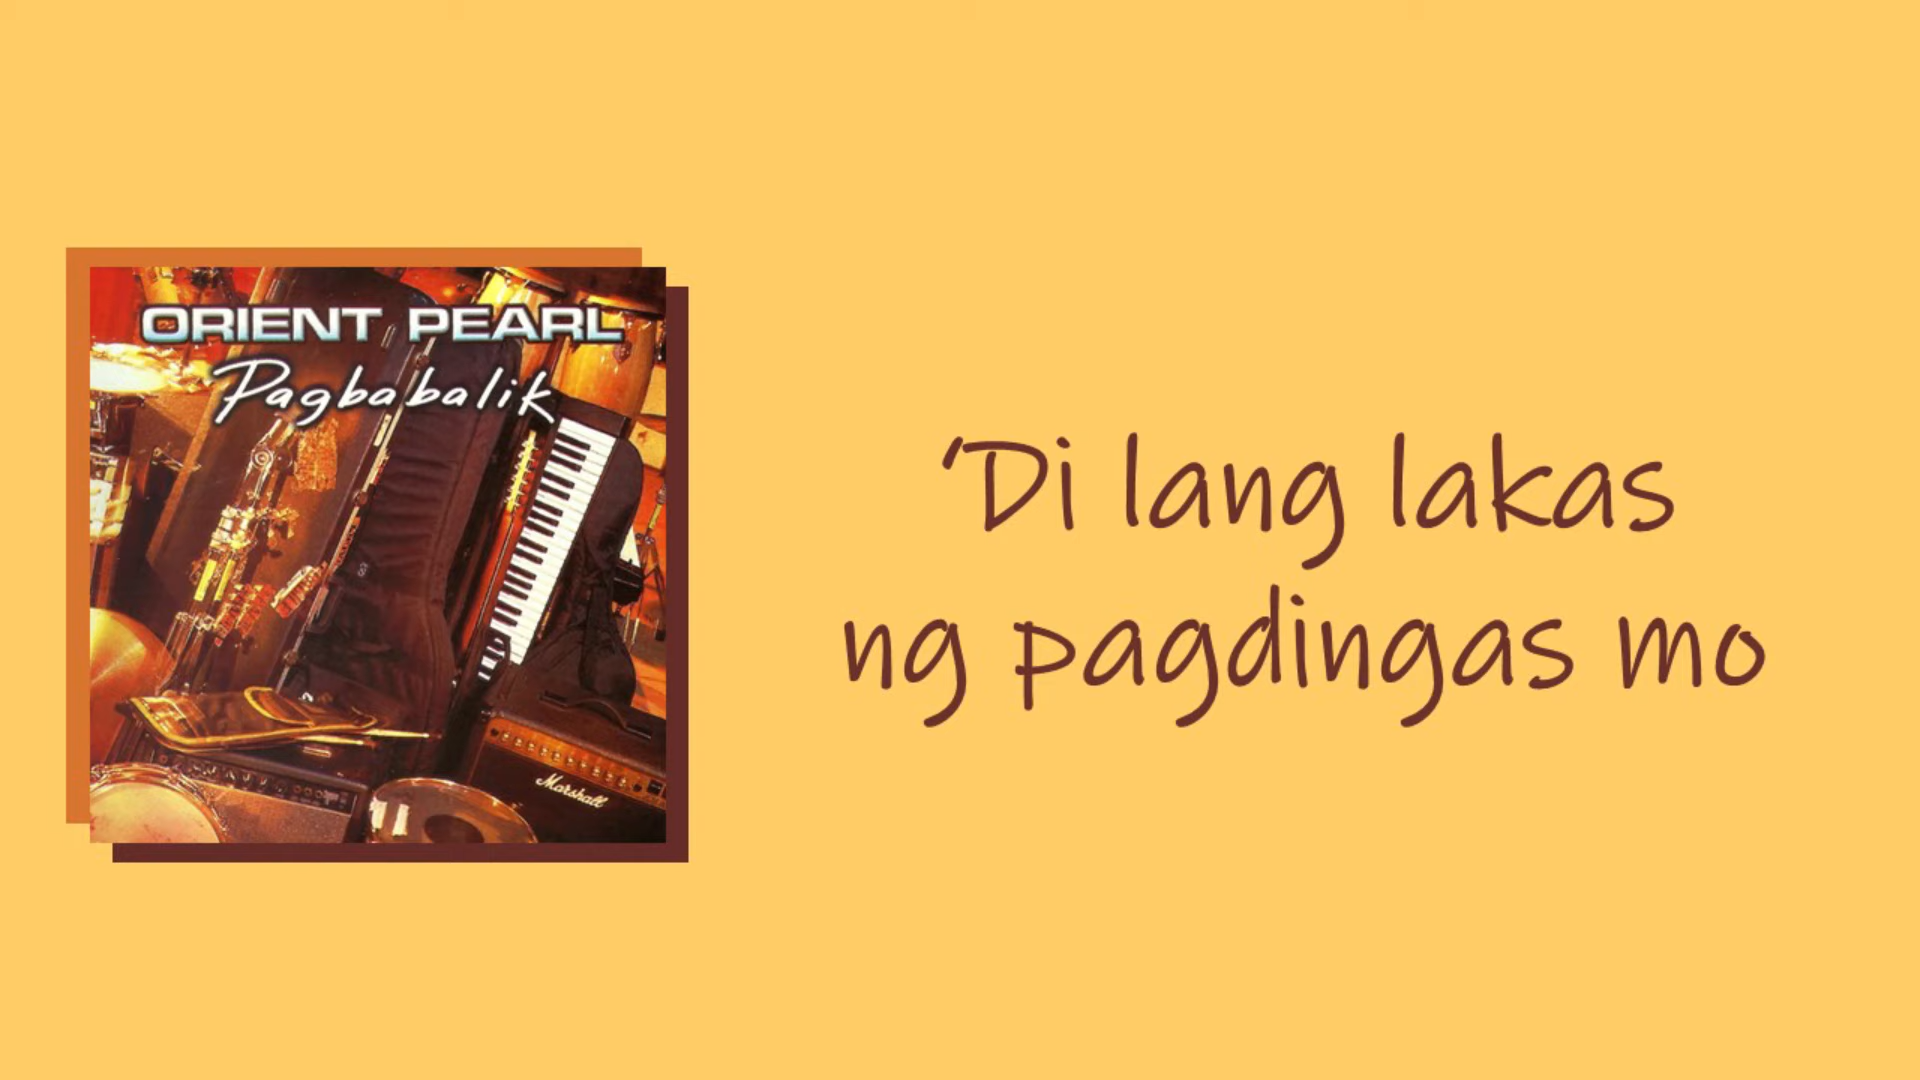 ORIENT PEARL
Pagbabalik
'Di lang lakas
ng pagdingas mo
Marshall